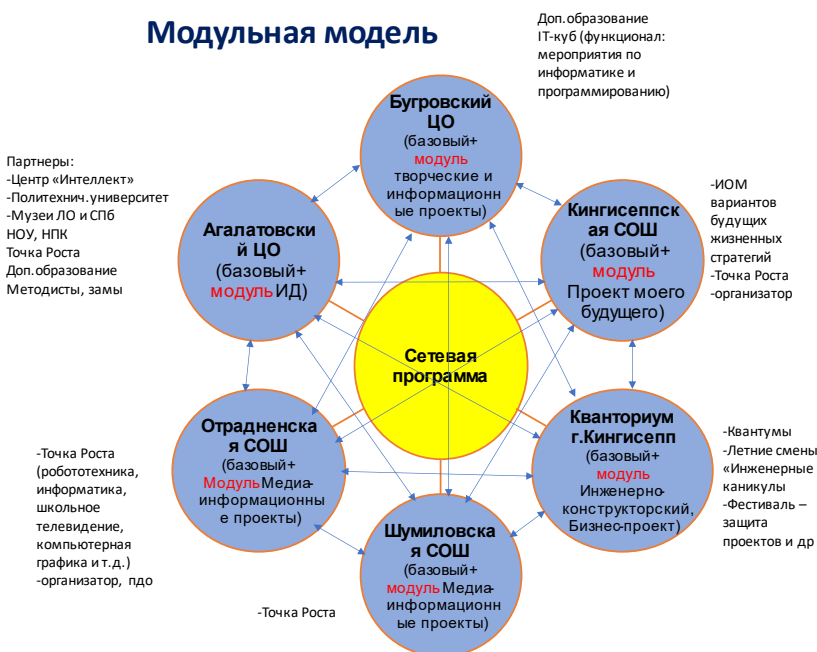 Модульная модель
Доп.образование
IT-куб (функционал:
мероприятия по
информатике и
программированию)
Бугровский
ЦО
(базовый+
модуль
творческие и
информационн
ые проекты)
Партнеры:
-Центр «Интеллект»
-Политехнич.университет
-Музеи ЛО и СПб
НОУ, НПК
Точка Роста
Доп.образование
Методисты, замы
Агалатовски
й ЦО
(базовый+
модуль ИД)
Кингисеппск
ая СОШ
(базовый+
модуль
Проект моего
будущего)
-ИОМ
вариантов
будущих
жизненных
стратегий
-Точка Роста
-организатор
Сетевая
программа
Отрадненска
я СОШ
(базовый+
Модуль Медиа-
информационны
е проекты)
Кванториум
г.Кингисепп
(базовый+
модуль
Инженерно-
конструкторский,
Бизнес-проект)
-Квантумы
-Летние смены
«Инженерные
каникулы
-Фестиваль –
защита
проектов и др
-Точка Роста
(робототехника,
информатика,
школьное
телевидение,
компьютерная
графика и т.д.)
-организатор, пдо
Шумиловска
я СОШ
(базовый+
модуль Медиа-
информационн
ые проекты)
-Точка Роста